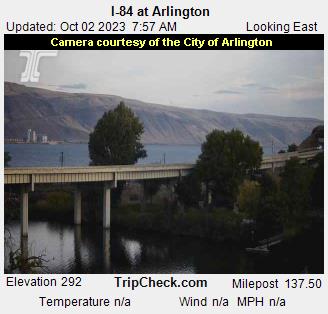 I-84 at Arlington
Updated: Oct 02 2023 7:57 AM Looking East
Camera courtesy of the City of Arlington
Elevation 292 TripCheck.com Milepost 137.50
Temperature n/a Wind n/a MPH n/a